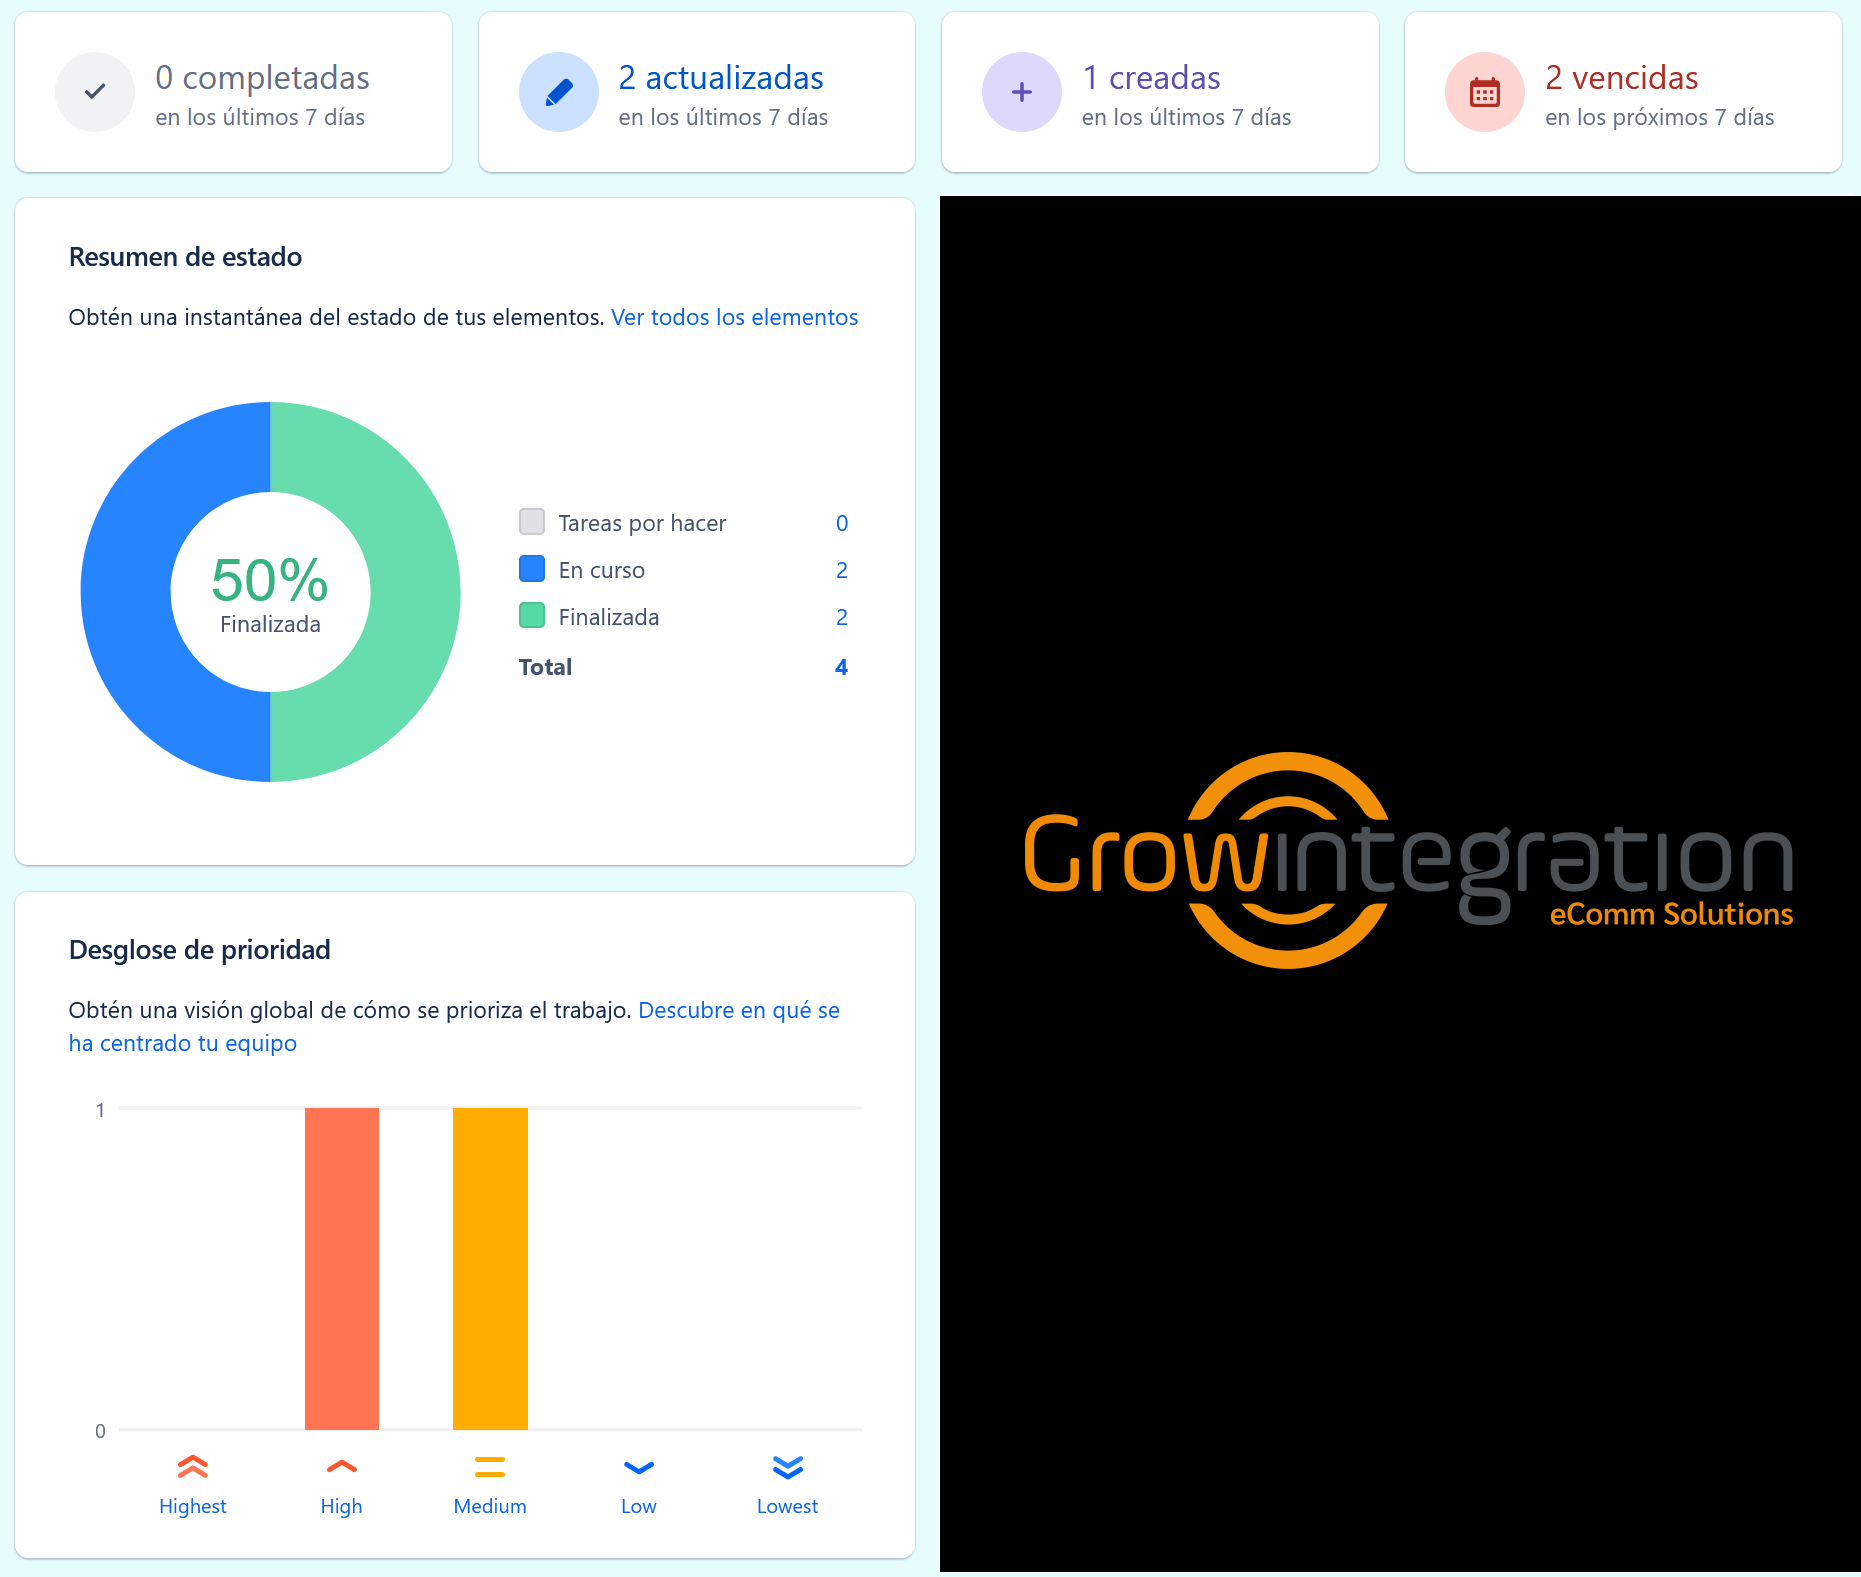 0 completadas
en los últimos 7 días
2 actualizadas
en los últimos 7 días
1 creadas
en los últimos 7 días
2 vencidas
en los próximos 7 días
Resumen de estado
Obtén una instantánea del estado de tus elementos. Ver todos los elementos
50%
Finalizada
Tareas por hacer 0
En curso 2
Finalizada 2
Total 4
Desglose de prioridad
Obtén una visión global de cómo se prioriza el trabajo. Descubre en qué se
ha centrado tu equipo
1
0
Highest High Medium Low Lowest
Growintegration
eComm Solutions